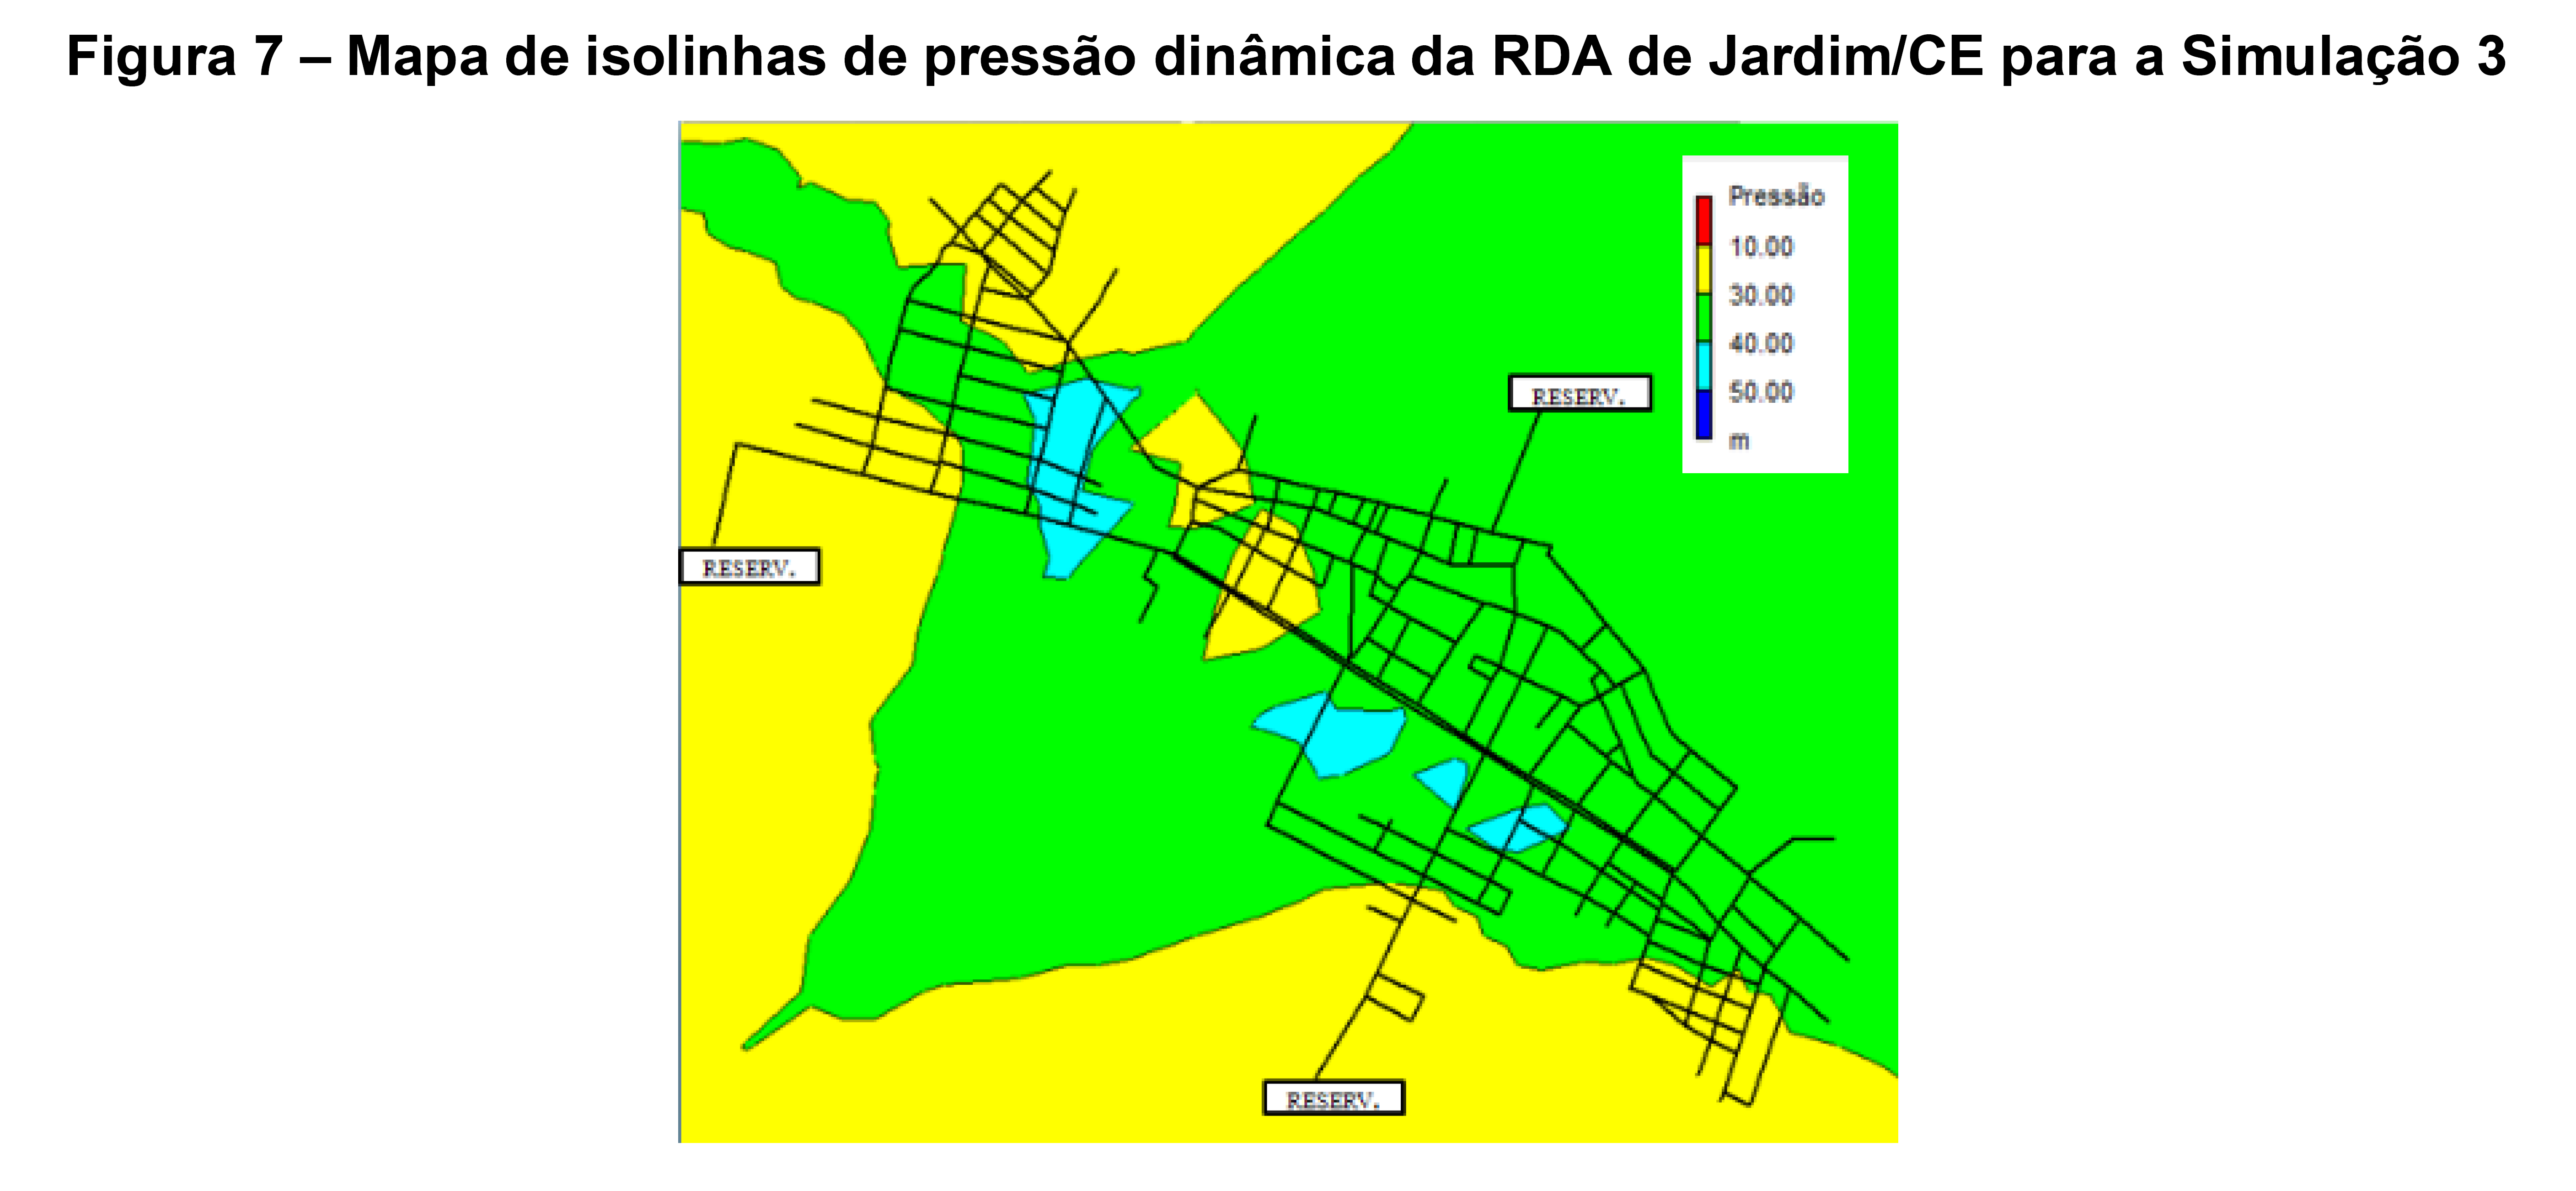 Figura 7 – Mapa de isolinhas de pressão dinâmica da RDA de Jardim/CE para a Simulação 3
Pressão
10.00
30.00
40.00
50.00
m
RESERV.
RESERV.
RESERV.